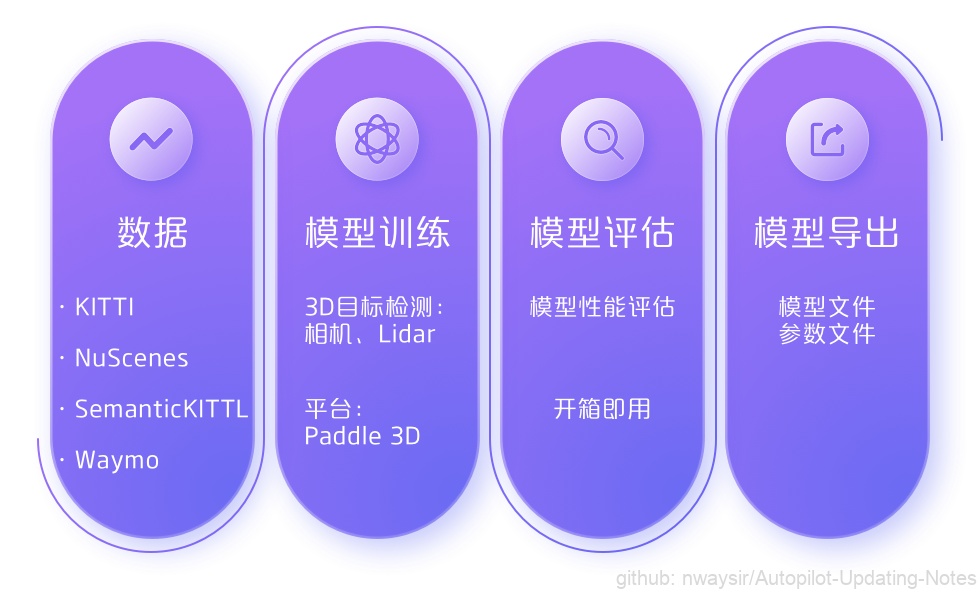 数据
· KITTI
· NuScenes
· SemanticKITTL
· Waymo
模型训练
3D目标检测：
相机、Lidar
平台：
Paddle 3D
模型评估
模型性能评估
开箱即用
模型导出
模型文件
参数文件
github: nwaysir/Autopilot-Updating-Notes